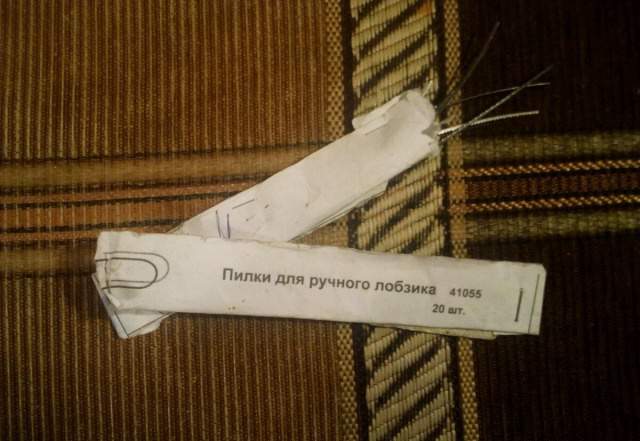 Пилки для ручного лобзика 41055
20 шт.